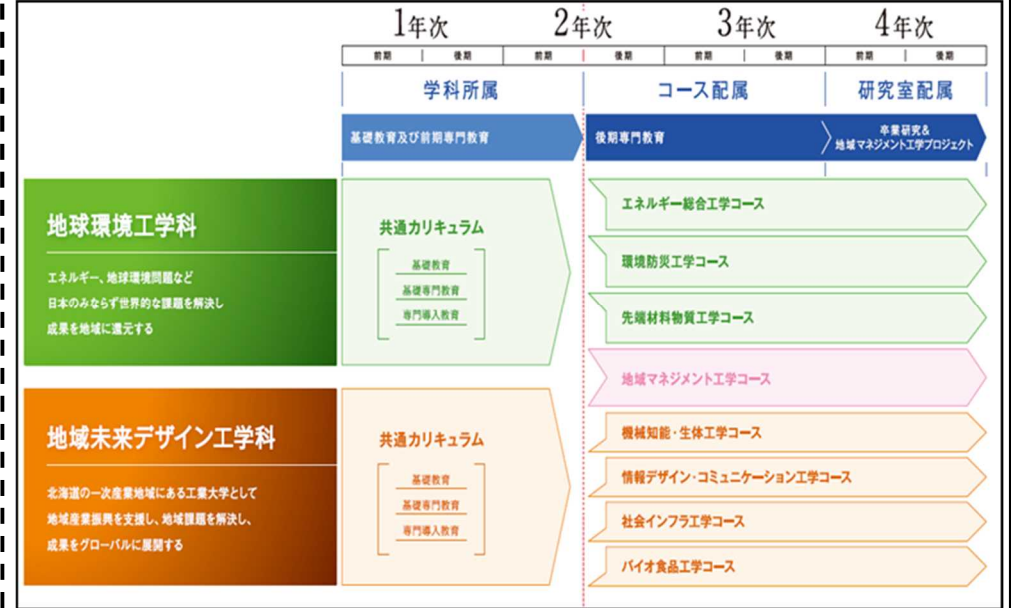 1年次 2年次 3年次 4年次
前期 後期 前期 後期 前期 後期 前期 後期
学科所属 コース配属 研究室配属
基礎教育及び前期専門教育
後期専門教育
卒業研究&
地域マネジメント工学プロジェクト
地球環境工学科
エネルギー、地球環境問題など
日本のみならず世界的な課題を解決し
成果を地域に還元する
共通カリキュラム
基礎教育
基礎専門教育
専門導入教育
エネルギー総合工学コース
環境防災工学コース
先端材料物質工学コース
地域マネジメント工学コース
地域未来デザイン工学科
北海道の一次産業地域にある工業大学として
地域産業振興を支援し、地域課題を解決し、
成果をグローバルに展開する
共通カリキュラム
基礎教育
基礎専門教育
専門導入教育
機械知能・生体工学コース
情報デザイン・コミュニケーション工学コース
社会インフラ工学コース
バイオ食品工学コース